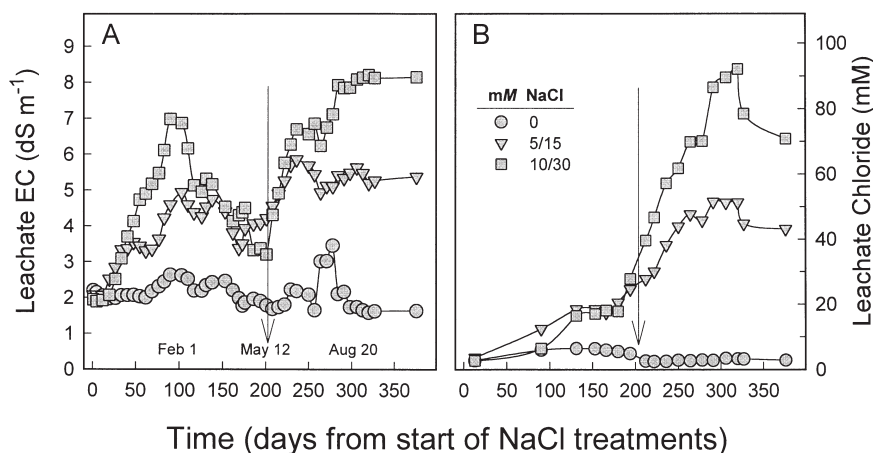 A
9
8
7
6
5
4
3
2
1
0
Leachate EC (dS m⁻¹)
Feb 1 May 12 Aug 20
0 50 100 150 200 250 300 350
B
mM NaCl
0
5/15
10/30
100
80
60
40
20
0
Leachate Chloride (mM)
0 50 100 150 200 250 300 350
Time (days from start of NaCl treatments)